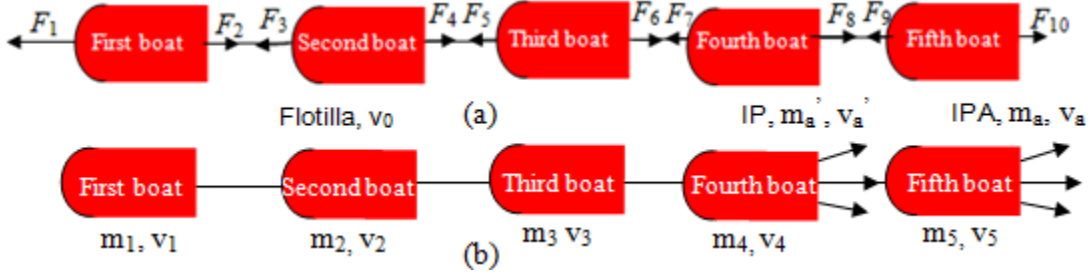 F₁ First boat F₂ F₃ Second boat F₄ F₅ Third boat F₆ F₇ Fourth boat F₈ F₉ Fifth boat F₁₀
Flotilla, v₀ (a) IP, mₐ', vₐ' IPA, mₐ, vₐ
First boat Second boat Third boat Fourth boat Fifth boat
m₁, v₁ m₂, v₂ m₃ v₃ m₄, v₄ m₅, v₅
(b)